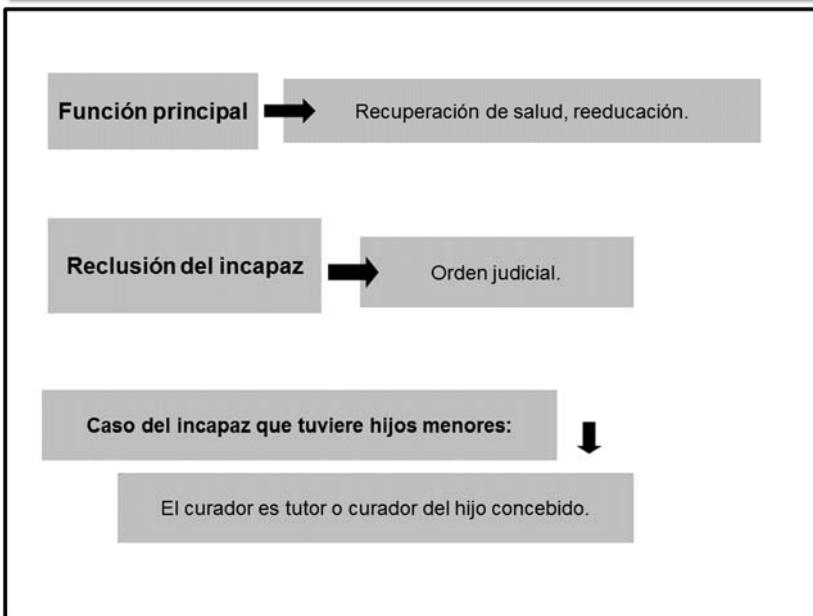 Función principal
Recuperación de salud, reeducación.
Reclusión del incapaz
Orden judicial.
Caso del incapaz que tuviere hijos menores:
El curador es tutor o curador del hijo concebido.